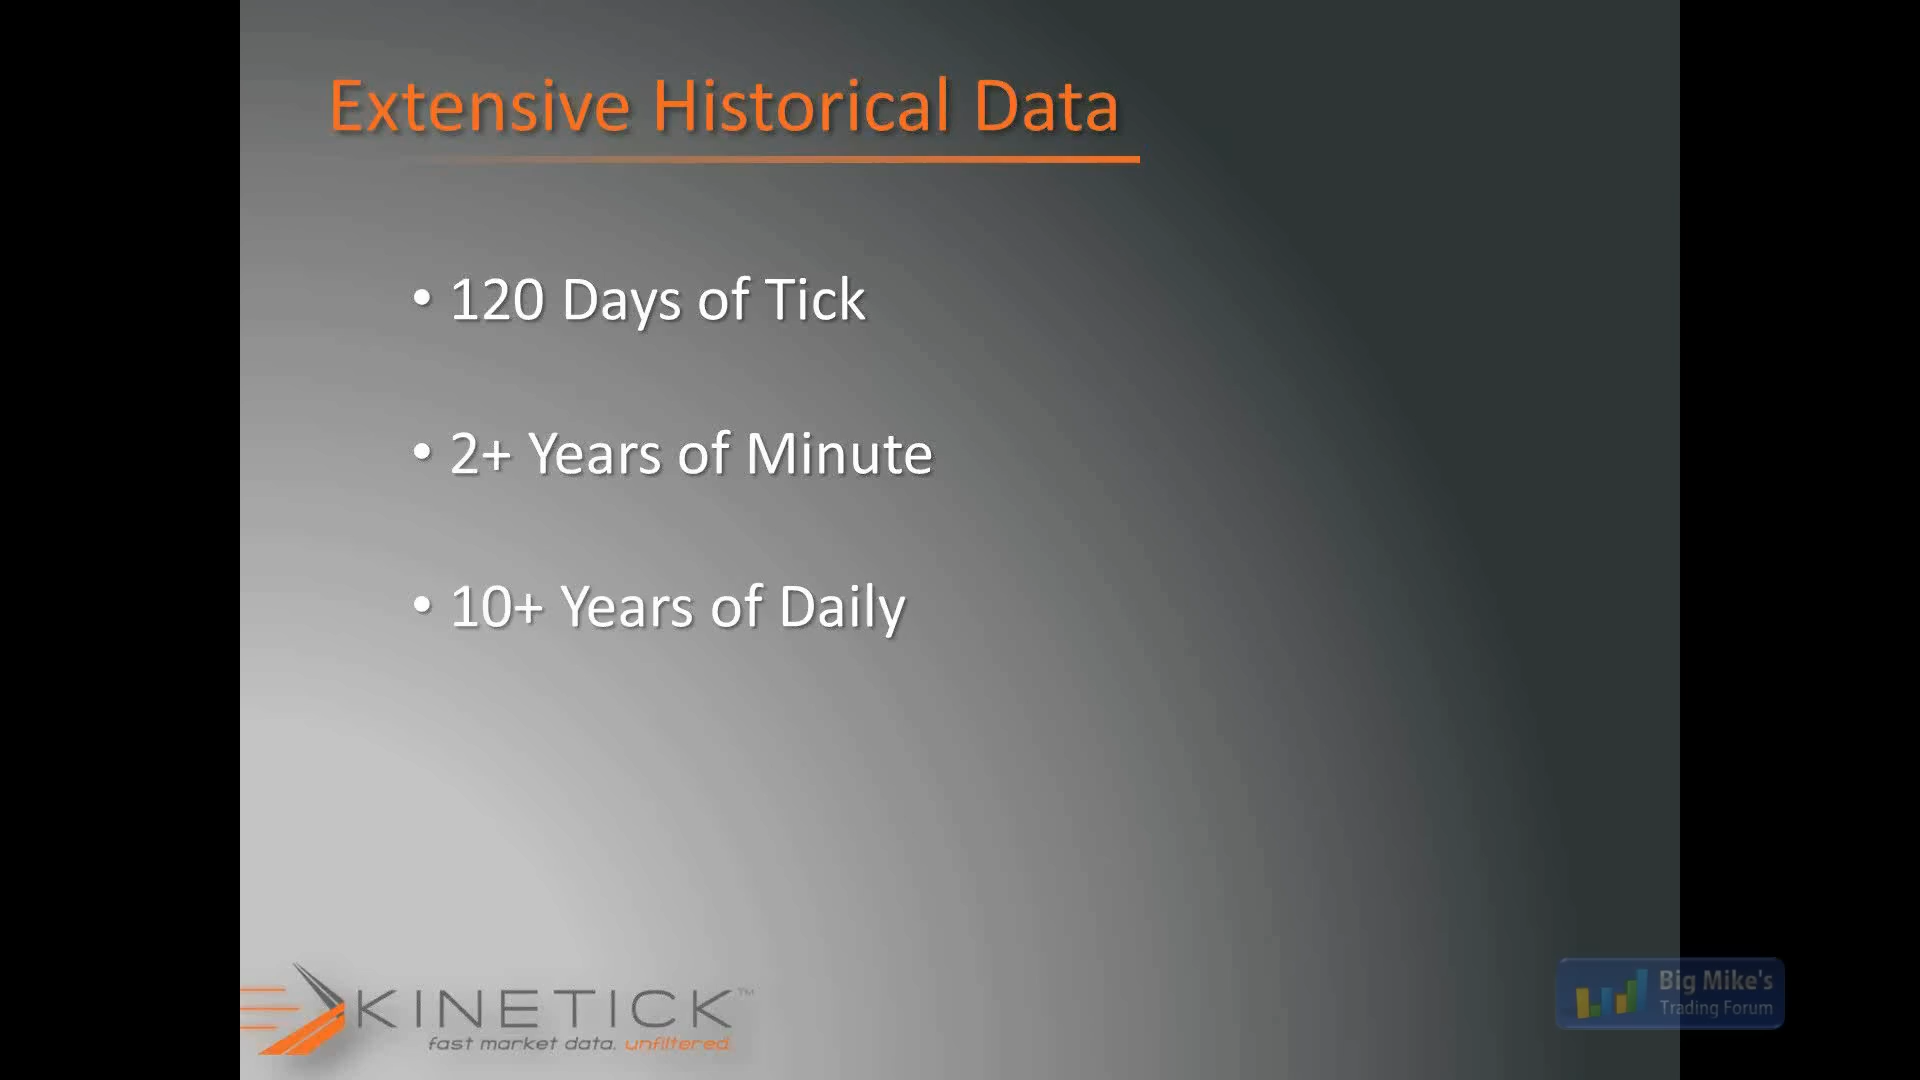 Extensive Historical Data
• 120 Days of Tick
• 2+ Years of Minute
• 10+ Years of Daily
KINETICK™
fast market data. unfiltered.
Big Mike's
Trading Forum